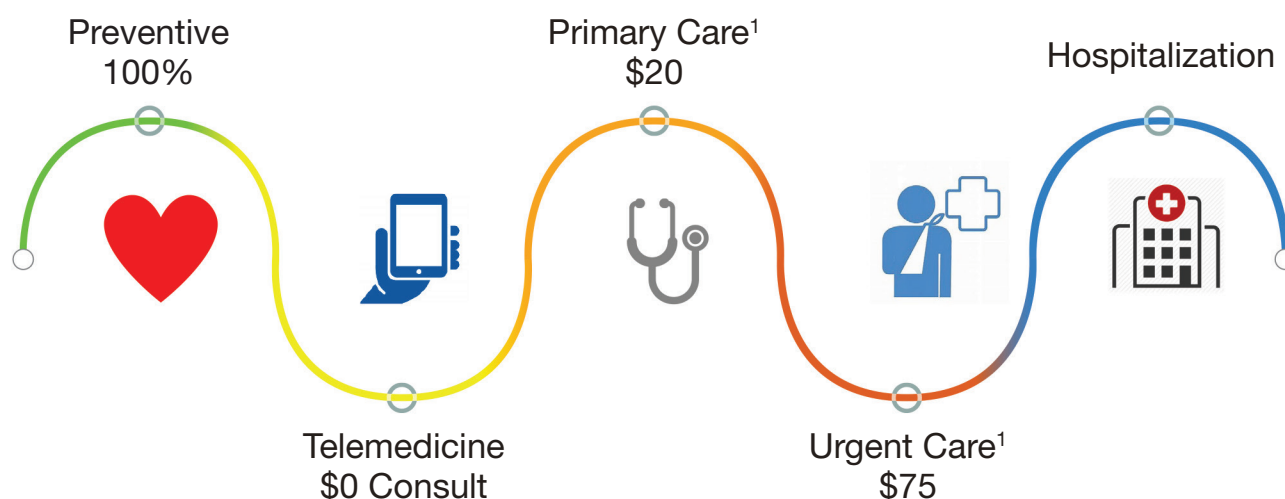 Preventive
100%
Telemedicine
$0 Consult
Primary Care¹
$20
Urgent Care¹
$75
Hospitalization